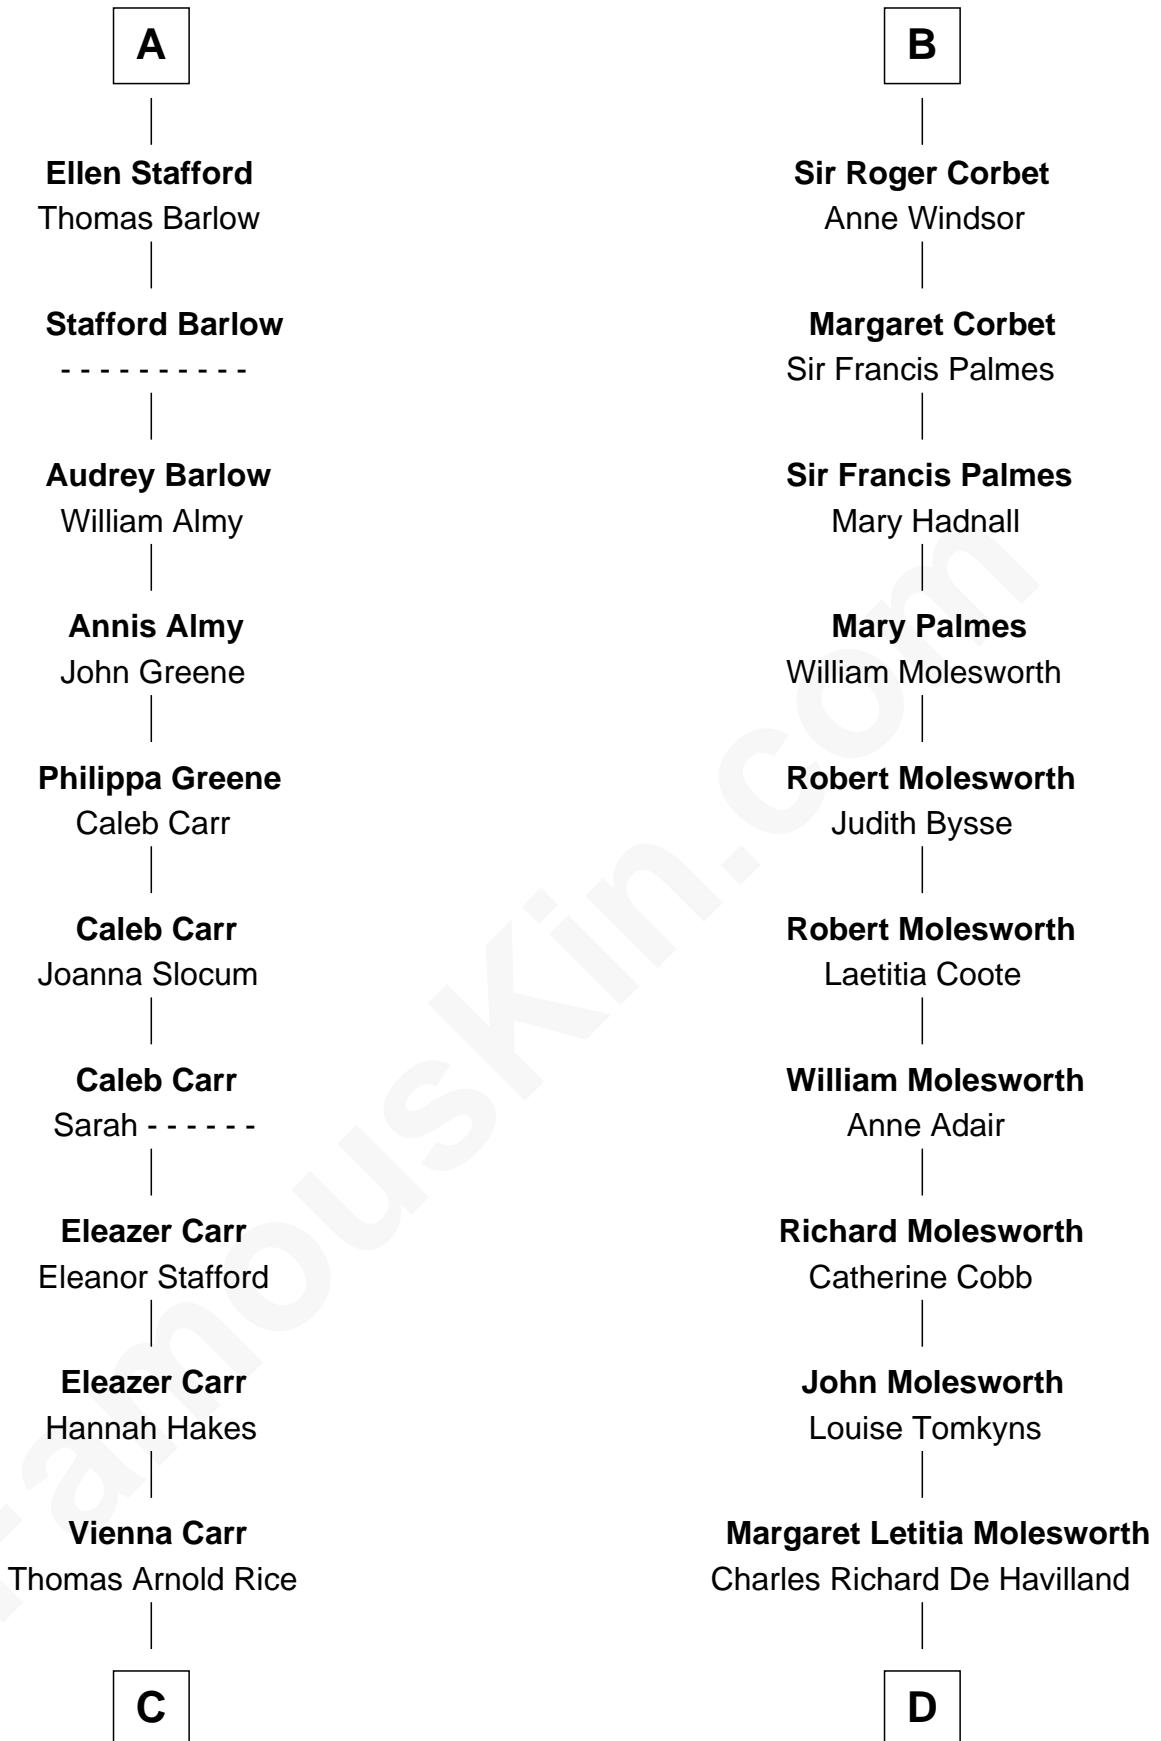 A
Ellen Stafford
Thomas Barlow
Stafford Barlow
- - - - - - - - - -
Audrey Barlow
William Almy
Annis Almy
John Greene
Philippa Greene
Caleb Carr
Caleb Carr
Joanna Slocum
Caleb Carr
Sarah - - - - - -
Eleazer Carr
Eleanor Stafford
Eleazer Carr
Hannah Hakes
Vienna Carr
Thomas Arnold Rice
C
B
Sir Roger Corbet
Anne Windsor
Margaret Corbet
Sir Francis Palmes
Sir Francis Palmes
Mary Hadnall
Mary Palmes
William Molesworth
Robert Molesworth
Judith Bysse
Robert Molesworth
Laetitia Coote
William Molesworth
Anne Adair
Richard Molesworth
Catherine Cobb
John Molesworth
Louise Tomkyns
Margaret Letitia Molesworth
Charles Richard De Havilland
D
FamousKin.com